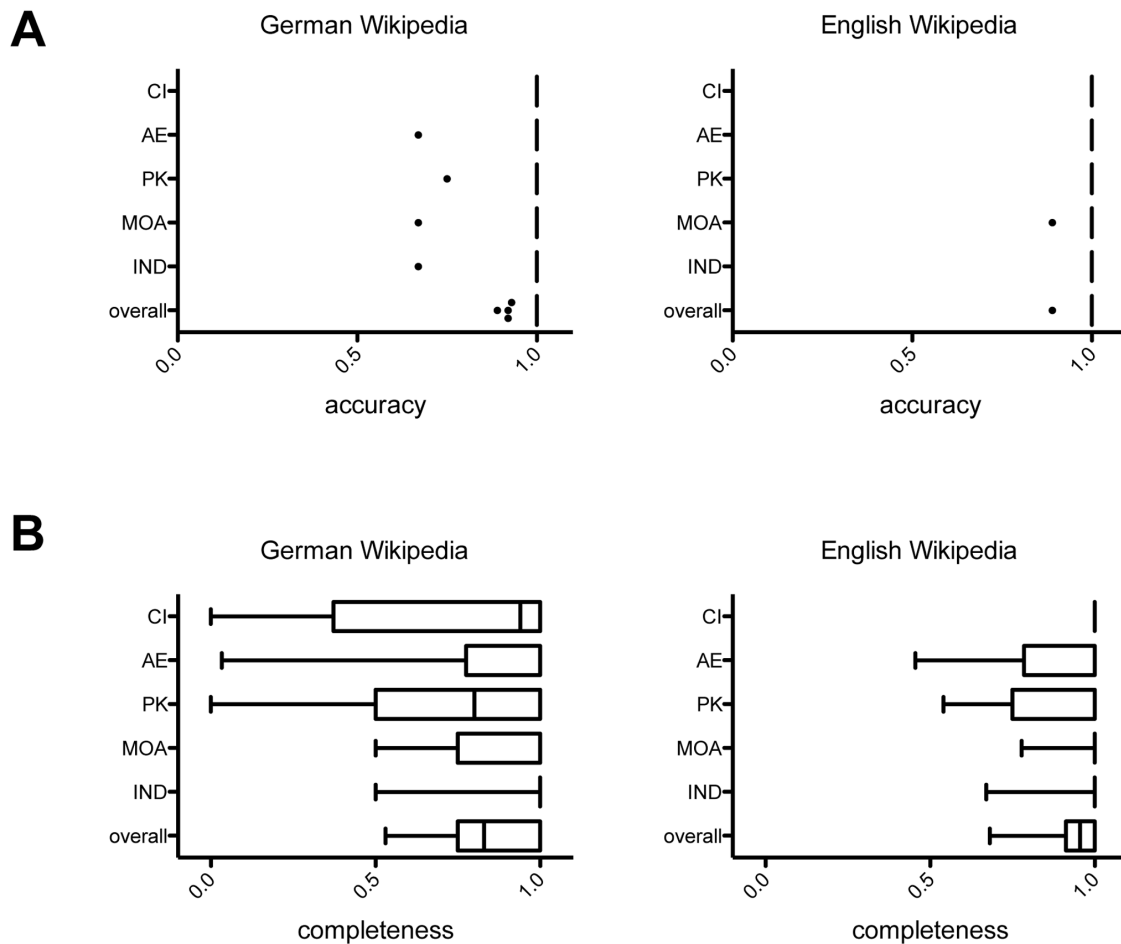 A
German Wikipedia
CI
AE
PK
MOA
IND
overall
0.0
0.5
1.0
accuracy
English Wikipedia
CI
AE
PK
MOA
IND
overall
0.0
0.5
1.0
accuracy
B
German Wikipedia
CI
AE
PK
MOA
IND
overall
0.0
0.5
1.0
completeness
English Wikipedia
CI
AE
PK
MOA
IND
overall
0.0
0.5
1.0
completeness